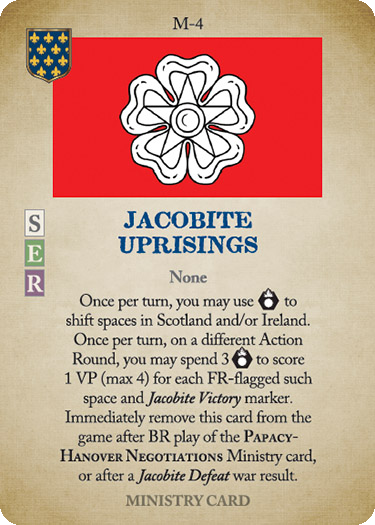 M-4
JACOBITE
UPRISINGS
S
E
R
None
Once per turn, you may use to
shift spaces in Scotland and/or Ireland.
Once per turn, on a different Action
Round, you may spend 3 to score
1 VP (max 4) for each FR-flagged such
space and Jacobite Victory marker.
Immediately remove this card from the
game after BR play of the PAPACY-
HANOVER NEGOTIATIONS Ministry card,
or after a Jacobite Defeat war result.
MINISTRY CARD